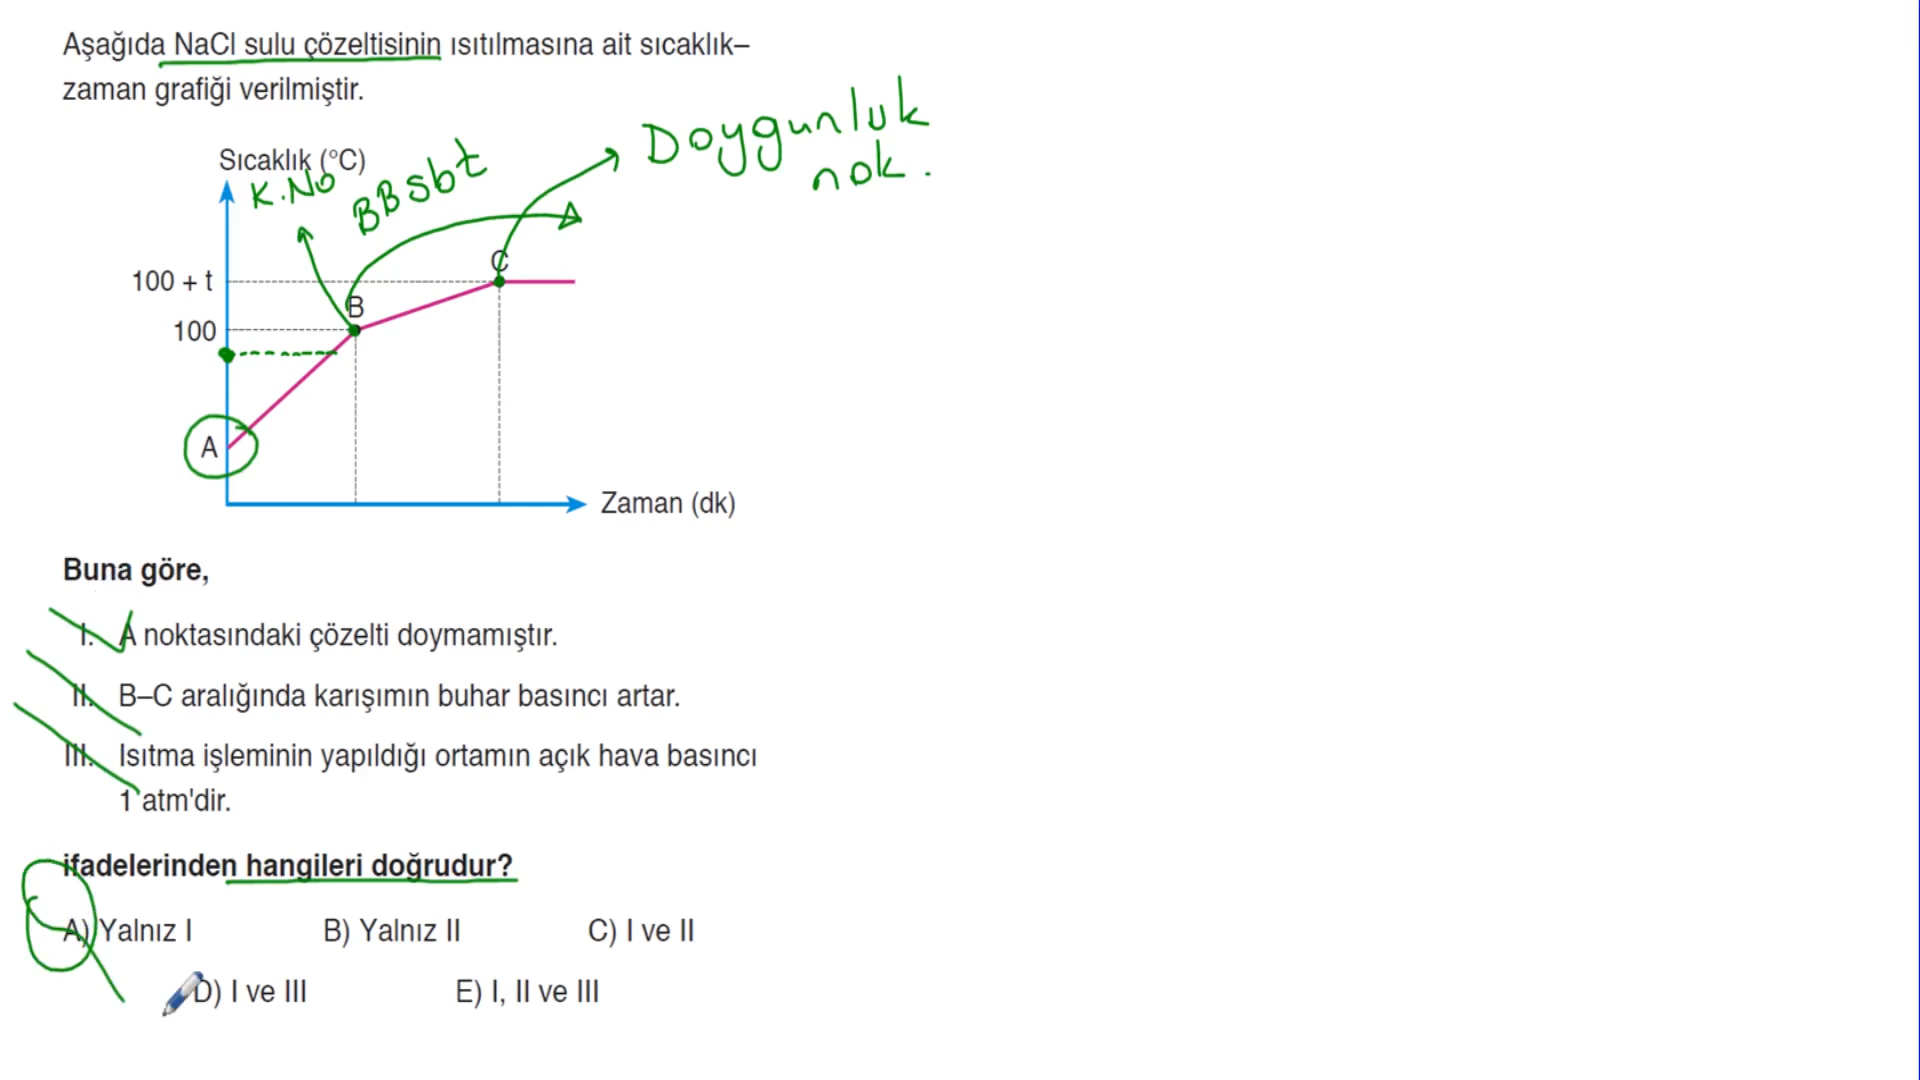 Aşağıda NaCl sulu çözeltisinin ısıtılmasına ait sıcaklık–
zaman grafiği verilmiştir.
Doygunluk
nok.
Sıcaklık (°C)
K.No
BBsbt
C
100 + t
B
100
A
Zaman (dk)
Buna göre,
I. A noktasındaki çözelti doymamıştır.
II. B–C aralığında karışımın buhar basıncı artar.
III. Isıtma işleminin yapıldığı ortamın açık hava basıncı
1 atm'dir.
ifadelerinden hangileri doğrudur?
A) Yalnız I B) Yalnız II C) I ve II
D) I ve III E) I, II ve III